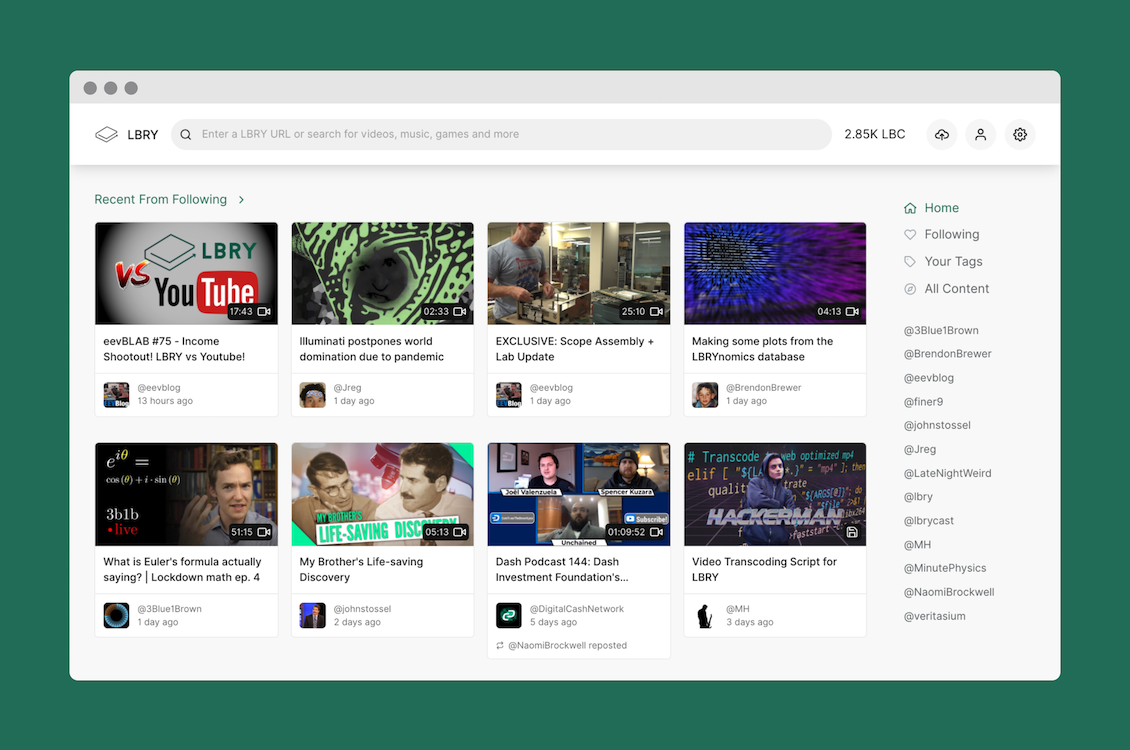 LBRY
Enter a LBRY URL or search for videos, music, games and more
2.85K LBC
Recent From Following
LBRY
VS
YouTube
17:43
eevBLAB #75 - Income
Shootout! LBRY vs Youtube!
@eevblog
13 hours ago
02:33
Illuminati postpones world
domination due to pandemic
@Jreg
1 day ago
25:10
EXCLUSIVE: Scope Assembly +
Lab Update
@eevblog
1 day ago
04:13
Making some plots from the
LBRYnomics database
@BrendonBrewer
1 day ago
e^{iθ} =
cos(θ) + i · sin(θ)
3b1b
•live
51:15
What is Euler's formula actually
saying? | Lockdown math ep. 4
@3Blue1Brown
1 day ago
MY BROTHER'S
LIFE-SAVING DISCOVERY
05:13
My Brother's Life-saving
Discovery
@johnstossel
2 days ago
Joël Valenzuela
Spencer Kuzara
Subscribe!
Unchained
01:09:52
Dash Podcast 144: Dash
Investment Foundation's...
@DigitalCashNetwork
5 days ago
@NaomiBrockwell reposted
# Transcode to web optimized mp4
HACKERMAN
Video Transcoding Script for
LBRY
@MH
3 days ago
Home
Following
Your Tags
All Content
@3Blue1Brown
@BrendonBrewer
@eevblog
@finer9
@johnstossel
@Jreg
@LateNightWeird
@lbry
@lbrycast
@MH
@MinutePhysics
@NaomiBrockwell
@veritasium